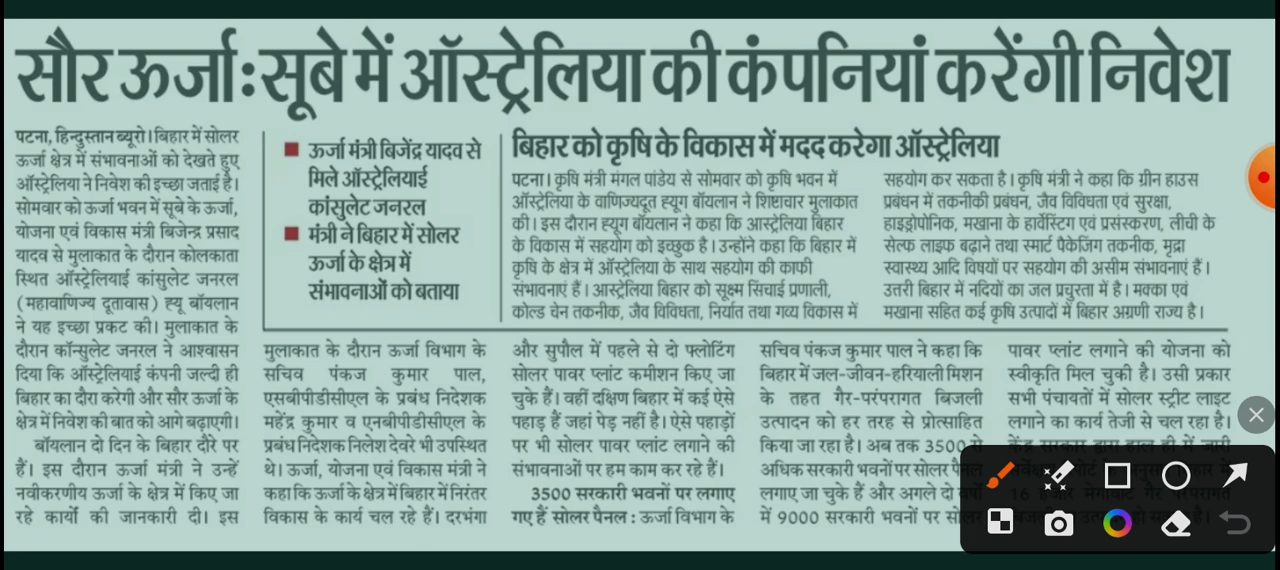 सौर ऊर्जा: सूबे में ऑस्ट्रेलिया की कंपनियां करेंगी निवेश
पटना, हिन्दुस्तान ब्यूरो। बिहार में सोलर
ऊर्जा क्षेत्र में संभावनाओं को देखते हुए
ऑस्ट्रेलिया ने निवेश की इच्छा जताई है।
सोमवार को ऊर्जा भवन में सूबे के ऊर्जा,
योजना एवं विकास मंत्री बिजेन्द्र प्रसाद
यादव से मुलाकात के दौरान कोलकाता
स्थित ऑस्ट्रेलियाई कांसुलेट जनरल
(महावाणिज्य दूतावास) ह्यू बॉयलान
ने यह इच्छा प्रकट की। मुलाकात के
दौरान कॉन्सुलेट जनरल ने आश्वासन
दिया कि ऑस्ट्रेलियाई कंपनी जल्दी ही
बिहार का दौरा करेगी और सौर ऊर्जा के
क्षेत्र में निवेश की बात को आगे बढ़ाएगी।
बॉयलान दो दिन के बिहार दौरे पर
हैं। इस दौरान ऊर्जा मंत्री ने उन्हें
नवीकरणीय ऊर्जा के क्षेत्र में किए जा
रहे कार्यों की जानकारी दी। इस
ऊर्जा मंत्री बिजेंद्र यादव से
मिले ऑस्ट्रेलियाई
कांसुलेट जनरल
मंत्री ने बिहार में सोलर
ऊर्जा के क्षेत्र में
संभावनाओं को बताया
बिहार को कृषि के विकास में मदद करेगा ऑस्ट्रेलिया
पटना। कृषि मंत्री मंगल पांडेय से सोमवार को कृषि भवन में
ऑस्ट्रेलिया के वाणिज्यदूत ह्यूग बॉयलान ने शिष्टाचार मुलाकात
की। इस दौरान ह्यूग बॉयलान ने कहा कि आस्ट्रेलिया बिहार
के विकास में सहयोग को इच्छुक है। उन्होंने कहा कि बिहार में
कृषि के क्षेत्र में ऑस्ट्रेलिया के साथ सहयोग की काफी
संभावनाएं हैं। आस्ट्रेलिया बिहार को सूक्ष्म सिंचाई प्रणाली,
कोल्ड चेन तकनीक, जैव विविधता, निर्यात तथा गव्य विकास में
सहयोग कर सकता है। कृषि मंत्री ने कहा कि ग्रीन हाउस
प्रबंधन में तकनीकी प्रबंधन, जैव विविधता एवं सुरक्षा,
हाइड्रोपोनिक, मखाना के हार्वेस्टिंग एवं प्रसंस्करण, लीची के
सेल्फ लाइफ बढ़ाने तथा स्मार्ट पैकेजिंग तकनीक, मृदा
स्वास्थ्य आदि विषयों पर सहयोग की असीम संभावनाएं हैं।
उतरी बिहार में नदियों का जल प्रचुरता में है। मक्का एवं
मखाना सहित कई कृषि उत्पादों में बिहार अग्रणी राज्य है।
मुलाकात के दौरान ऊर्जा विभाग के
सचिव पंकज कुमार पाल,
एसबीपीडीसीएल के प्रबंध निदेशक
महेंद्र कुमार व एनबीपीडीसीएल के
प्रबंध निदेशक निलेश देवरे भी उपस्थित
थे। ऊर्जा, योजना एवं विकास मंत्री ने
कहा कि ऊर्जा के क्षेत्र में बिहार में निरंतर
विकास के कार्य चल रहे हैं। दरभंगा
और सुपौल में पहले से दो फ्लोटिंग
सोलर पावर प्लांट कमीशन किए जा
चुके हैं। वहीं दक्षिण बिहार में कई ऐसे
पहाड़ हैं जहां पेड़ नहीं है। ऐसे पहाड़ों
पर भी सोलर पावर प्लांट लगाने की
संभावनाओं पर हम काम कर रहे हैं।
3500 सरकारी भवनों पर लगाए
गए हैं सोलर पैनल : ऊर्जा विभाग के
सचिव पंकज कुमार पाल ने कहा कि
बिहार में जल-जीवन-हरियाली मिशन
के तहत गैर-परंपरागत बिजली
उत्पादन को हर तरह से प्रोत्साहित
किया जा रहा है। अब तक 3500 से
अधिक सरकारी भवनों पर सोलर पैनल
लगाए जा चुके हैं और अगले दो वर्षों
में 9000 सरकारी भवनों पर सोलर
पावर प्लांट लगाने की योजना को
स्वीकृति मिल चुकी है। उसी प्रकार
सभी पंचायतों में सोलर स्ट्रीट लाइट
लगाने का कार्य तेजी से चल रहा है।
केंद्र सरकार द्वारा हाल ही में जारी